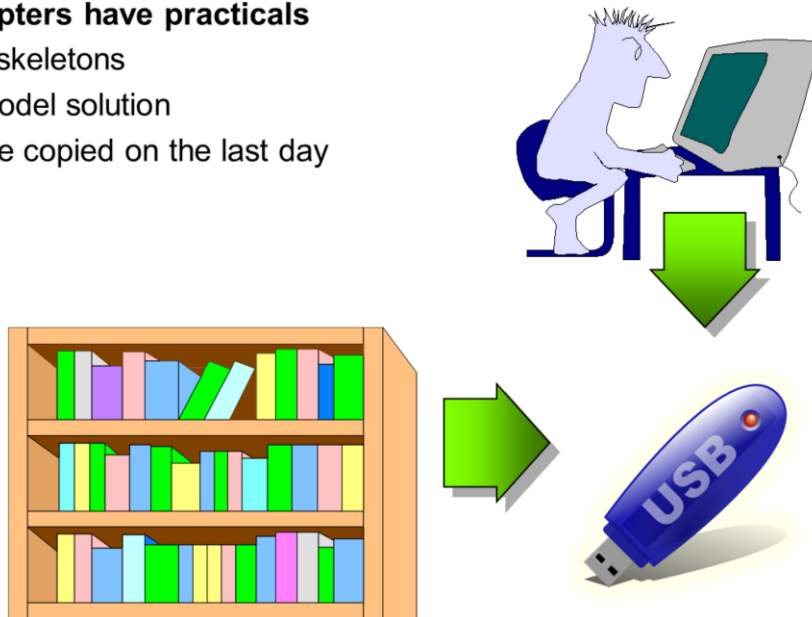 pters have practicals
skeletons
odel solution
e copied on the last day
USB